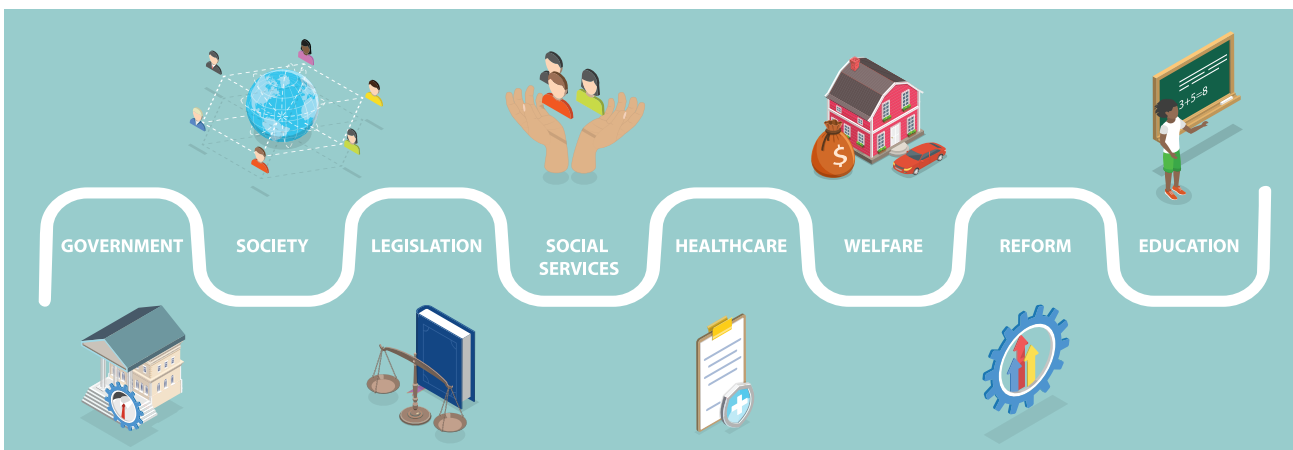 3+5=8
$
GOVERNMENT
SOCIETY
LEGISLATION
SOCIAL
SERVICES
HEALTHCARE
WELFARE
REFORM
EDUCATION